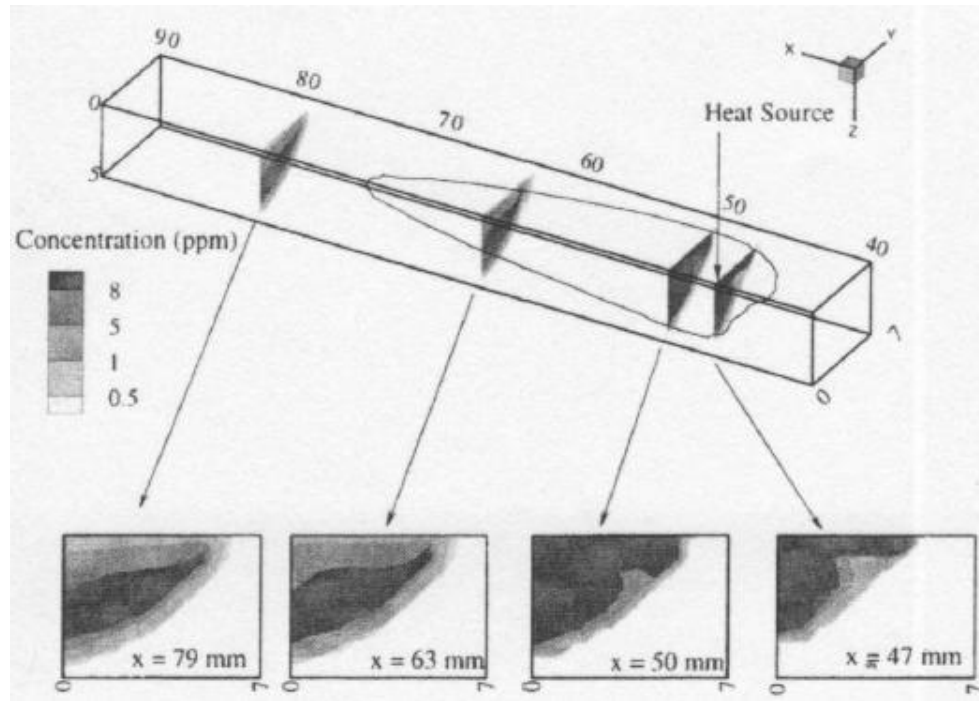 90
80
70
60
50
40
0
5
7
0
X
Y
Z
Heat Source
Concentration (ppm)
8
5
1
0.5
x = 79 mm
x = 63 mm
x = 50 mm
x = 47 mm
0
7
0
7
0
7
0
7